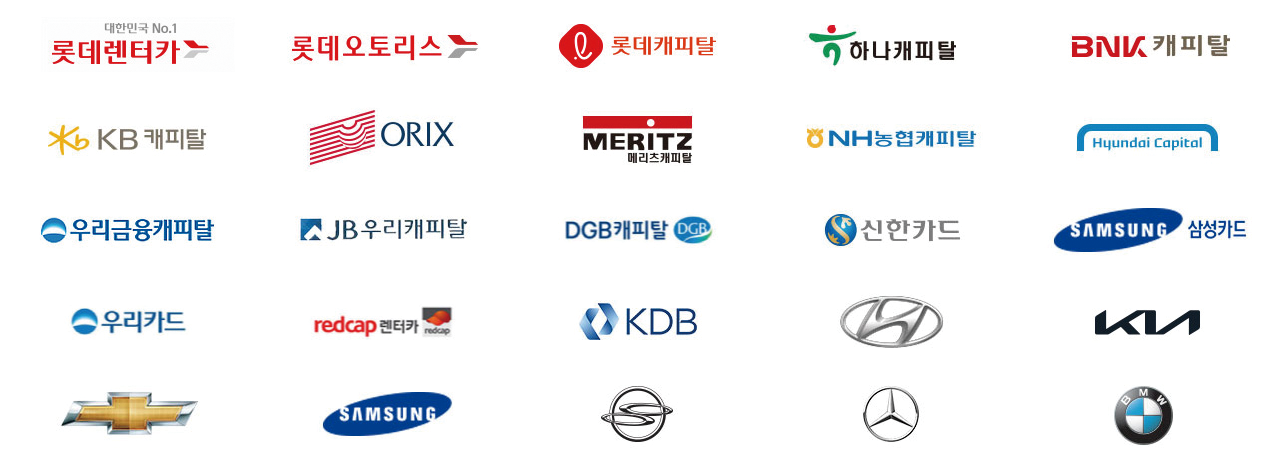 대한민국 No.1
롯데렌터카
롯데오토리스
롯데캐피탈
하나캐피탈
BNK 캐피탈
KB 캐피탈
ORIX
MERITZ
메리츠캐피탈
NH농협캐피탈
Hyundai Capital
우리금융캐피탈
JB우리캐피탈
DGB캐피탈 DGB
신한카드
SAMSUNG 삼성카드
우리카드
redcap 렌터카 redcap
KDB
KIA
SAMSUNG
BMW